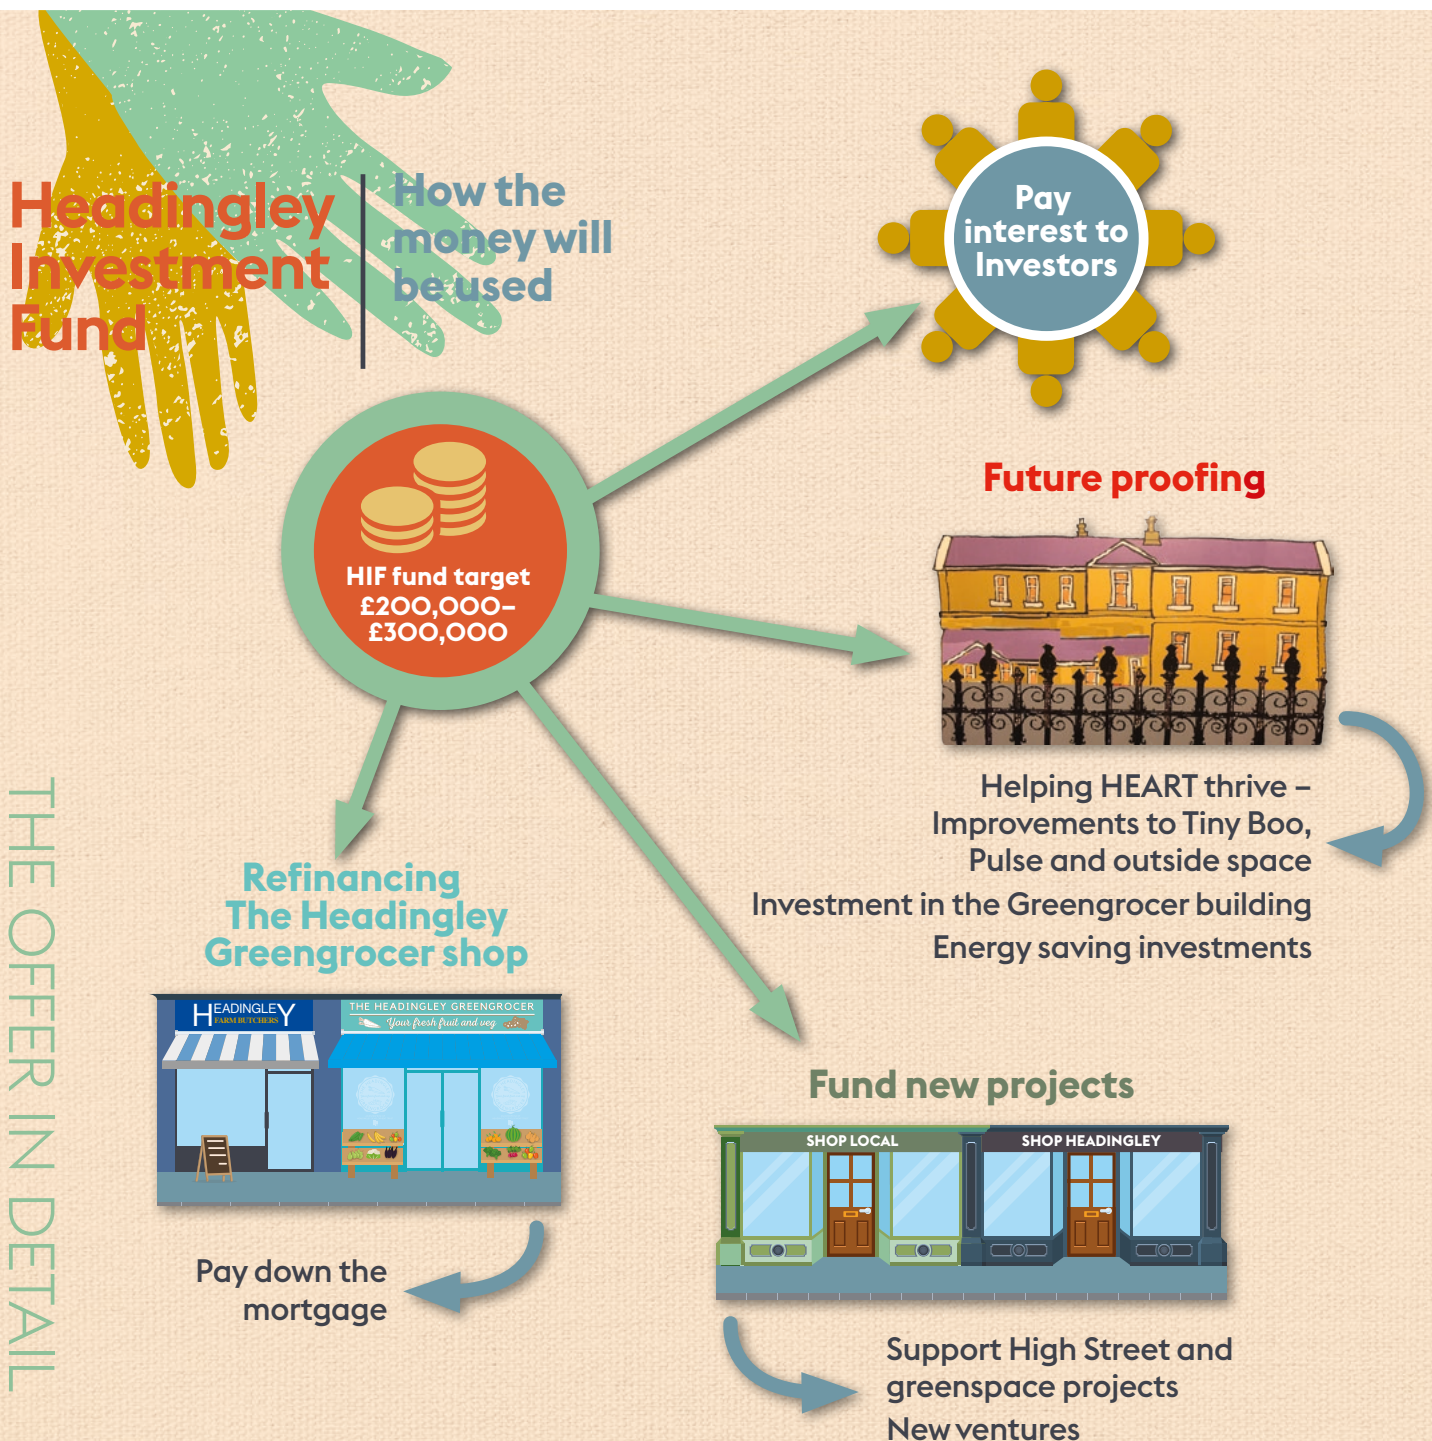 Headingley
Investment
Fund
How the
money will
be used
Pay
interest to
Investors
HIF fund target
£200,000–
£300,000
Future proofing
Helping HEART thrive –
Improvements to Tiny Boo,
Pulse and outside space
Investment in the Greengrocer building
Energy saving investments
Refinancing
The Headingley
Greengrocer shop
HEADINGLEY
FARM BUTCHERS
THE HEADINGLEY GREENGROCER
Your fresh fruit and veg
Pay down the
mortgage
Fund new projects
SHOP LOCAL
SHOP HEADINGLEY
Support High Street and
greenspace projects
New ventures
THE OFFER IN DETAIL